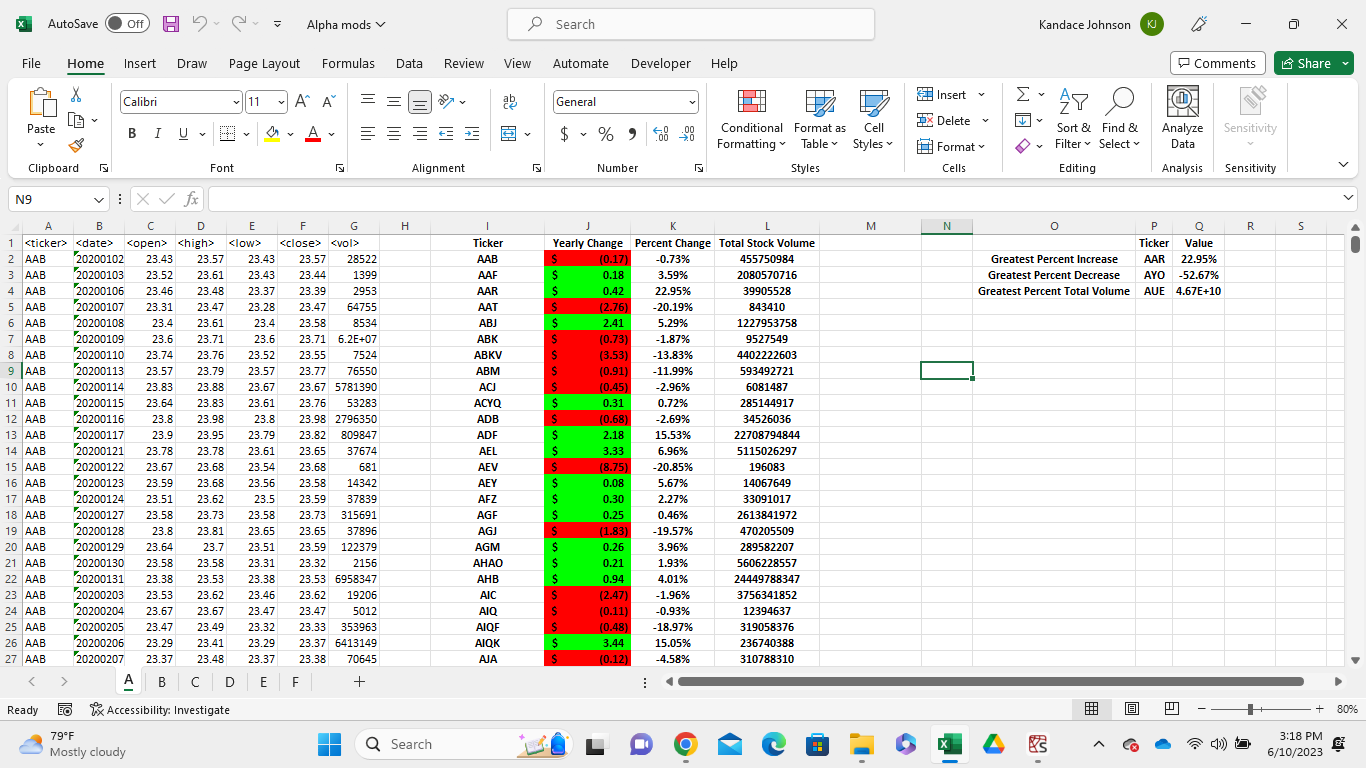 AutoSave Off Alpha mods Search Kandace Johnson KJ
File Home Insert Draw Page Layout Formulas Data Review View Automate Developer Help Comments Share
Calibri 11 General Insert
Paste Conditional Formatting Format as Table Cell Styles Delete Sort & Filter Find & Select Analyze Data Sensitivity
B I U A $ % Format
Clipboard Font Alignment Number Styles Cells Editing Analysis Sensitivity
N9 fx
A B C D E F G H I J K L M N O P Q R S
1 <ticker> <date> <open> <high> <low> <close> <vol> Ticker Yearly Change Percent Change Total Stock Volume Ticker Value
2 AAB 20200102 23.43 23.57 23.43 23.57 28522 AAB $ (0.17) -0.73% 455750984 Greatest Percent Increase AAR 22.95%
3 AAB 20200103 23.52 23.61 23.43 23.44 1399 AAF $ 0.18 3.59% 2080570716 Greatest Percent Decrease AYO -52.67%
4 AAB 20200106 23.46 23.48 23.37 23.39 2953 AAR $ 0.42 22.95% 39905528 Greatest Percent Total Volume AUE 4.67E+10
5 AAB 20200107 23.31 23.47 23.28 23.47 64755 AAT $ (2.76) -20.19% 843410
6 AAB 20200108 23.4 23.61 23.4 23.58 8534 ABJ $ 2.41 5.29% 1227953758
7 AAB 20200109 23.6 23.71 23.6 23.71 6.2E+07 ABK $ (0.73) -1.87% 9527549
8 AAB 20200110 23.74 23.76 23.52 23.55 7524 ABKV $ (3.53) -13.83% 4402222603
9 AAB 20200113 23.57 23.79 23.57 23.77 76550 ABM $ (0.91) -11.99% 593492721
10 AAB 20200114 23.83 23.88 23.67 23.67 5781390 ACJ $ (0.45) -2.96% 6081487
11 AAB 20200115 23.64 23.83 23.61 23.76 53283 ACYQ $ 0.31 0.72% 285144917
12 AAB 20200116 23.8 23.98 23.8 23.98 2796350 ADB $ (0.68) -2.69% 34526036
13 AAB 20200117 23.9 23.95 23.79 23.82 809847 ADF $ 2.18 15.53% 22708794844
14 AAB 20200121 23.78 23.78 23.61 23.65 37674 AEL $ 3.33 6.96% 5115026297
15 AAB 20200122 23.67 23.68 23.54 23.68 681 AEV $ (8.75) -20.85% 196083
16 AAB 20200123 23.59 23.68 23.56 23.58 14342 AEY $ 0.08 5.67% 14067649
17 AAB 20200124 23.51 23.62 23.5 23.59 37839 AFZ $ 0.30 2.27% 33091017
18 AAB 20200127 23.58 23.73 23.58 23.73 315691 AGF $ 0.25 0.46% 2613841972
19 AAB 20200128 23.8 23.81 23.65 23.65 37896 AGJ $ (1.83) -19.57% 470205509
20 AAB 20200129 23.64 23.7 23.51 23.59 122379 AGM $ 0.26 3.96% 289582207
21 AAB 20200130 23.58 23.58 23.31 23.32 2156 AHAO $ 0.21 1.93% 5606228557
22 AAB 20200131 23.38 23.53 23.38 23.53 6958347 AHB $ 0.94 4.01% 24449788347
23 AAB 20200203 23.53 23.62 23.46 23.62 19206 AIC $ (2.47) -1.96% 3756341852
24 AAB 20200204 23.67 23.67 23.47 23.47 5012 AIQ $ (0.11) -0.93% 12394637
25 AAB 20200205 23.47 23.49 23.32 23.33 353963 AIQF $ (0.48) -18.97% 319058376
26 AAB 20200206 23.29 23.41 23.29 23.37 6413149 AIQK $ 3.44 15.05% 236740388
27 AAB 20200207 23.37 23.48 23.37 23.38 70645 AJA $ (0.12) -4.58% 310788310
A B C D E F
Ready Accessibility: Investigate 80%
79°F Mostly cloudy Search 3:18 PM
6/10/2023